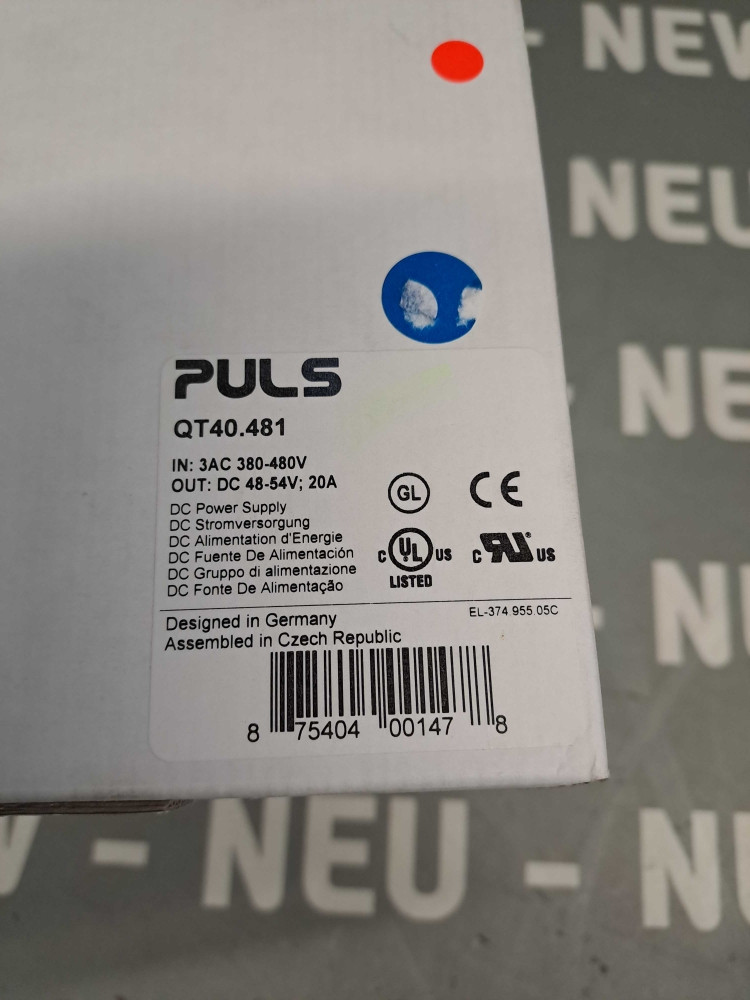 - NEW
NEU
- NE
- N
PULS
QT40.481
IN: 3AC 380-480V
OUT: DC 48-54V; 20A
DC Power Supply
DC Stromversorgung
DC Alimentation d'Energie
DC Fuente De Alimentación
DC Gruppo di alimentazione
DC Fonte De Alimentação
GL
CE
C UL US
LISTED
C RU US
EL-374.955.05C
Designed in Germany
Assembled in Czech Republic
8 75404 00147 8
W - NEU - N